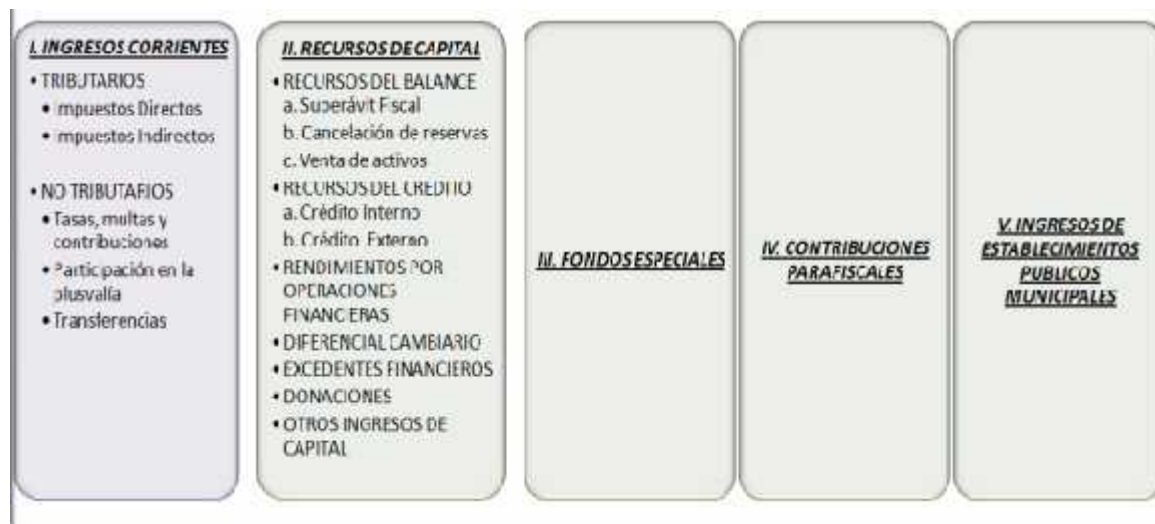 I. INGRESOS CORRIENTES
• TRIBUTARIOS
• Impuestos Directos
• Impuestos Indirectos
• NO TRIBUTARIOS
• Tasas, multas y
contribuciones
• Participación en la
plusvalía
• Transferencias
II. RECURSOS DE CAPITAL
• RECURSOS DEL BALANCE
a. Superávit Fiscal
b. Cancelación de reservas
c. Venta de activos
• RECURSOS DEL CREDITO
a. Crédito Interno
b. Crédito Externo
• RENDIMIENTOS POR
OPERACIONES
FINANCIERAS
• DIFERENCIAL CAMBIARIO
• EXCEDENTES FINANCIEROS
• DONACIONES
• OTROS INGRESOS DE
CAPITAL
III. FONDOS ESPECIALES
IV. CONTRIBUCIONES
PARAFISCALES
V. INGRESOS DE
ESTABLECIMIENTOS
PUBLICOS
MUNICIPALES